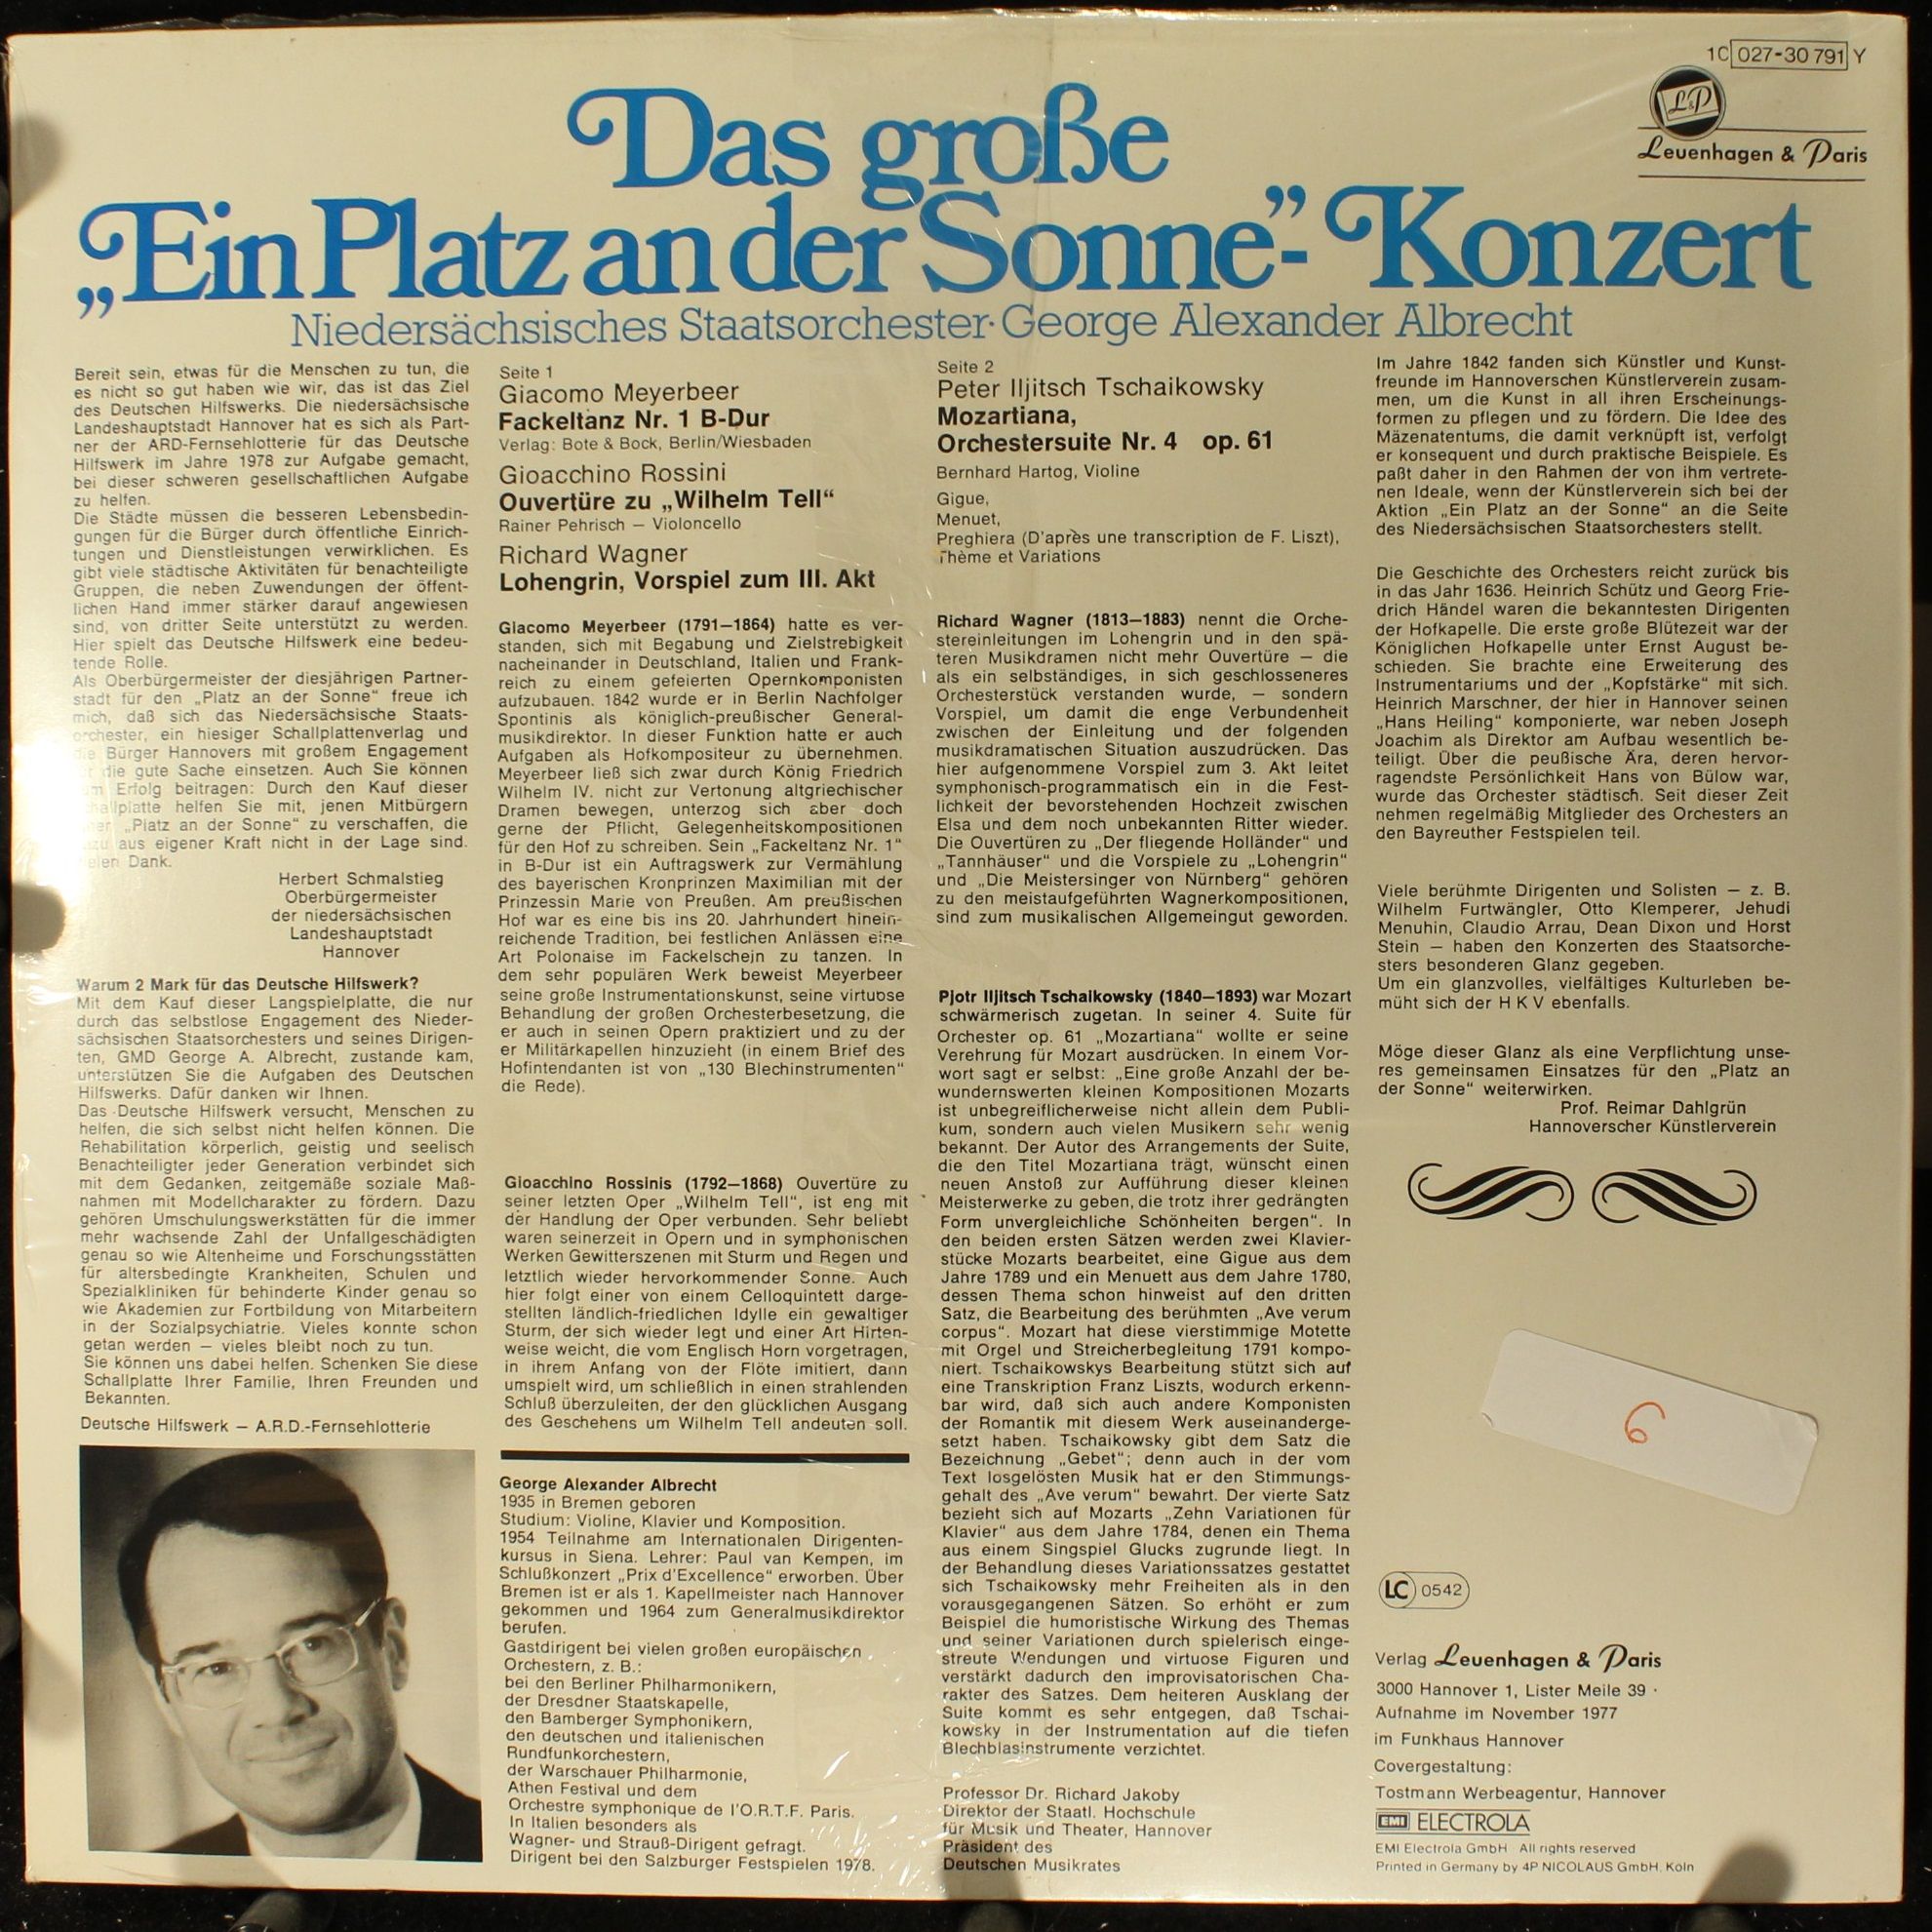 1C 027-30 791 Y
L&P
Leuenhagen & Paris
Das große
„Ein Platz an der Sonne”- Konzert
Niedersächsisches Staatsorchester · George Alexander Albrecht
Bereit sein, etwas für die Menschen zu tun, die
es nicht so gut haben wie wir, das ist das Ziel
des Deutschen Hilfswerks. Die niedersächsische
Landeshauptstadt Hannover hat es sich als Part-
ner der ARD-Fernsehlotterie für das Deutsche
Hilfswerk im Jahre 1978 zur Aufgabe gemacht,
bei dieser schweren gesellschaftlichen Aufgabe
zu helfen.
Die Städte müssen die besseren Lebensbedin-
gungen für die Bürger durch öffentliche Einrich-
tungen und Dienstleistungen verwirklichen. Es
gibt viele städtische Aktivitäten für benachteiligte
Gruppen, die neben Zuwendungen der öffent-
lichen Hand immer stärker darauf angewiesen
sind, von dritter Seite unterstützt zu werden.
Hier spielt das Deutsche Hilfswerk eine bedeu-
tende Rolle.
Als Oberbürgermeister der diesjährigen Partner-
stadt für den „Platz an der Sonne“ freue ich
mich, daß sich das Niedersächsische Staats-
orchester, ein hiesiger Schallplattenverlag und
die Bürger Hannovers mit großem Engagement
die gute Sache einsetzen. Auch Sie können
Erfolg beitragen: Durch den Kauf dieser
helfen Sie mit, jenen Mitbürgern
„Platz an der Sonne“ zu verschaffen, die
aus eigener Kraft nicht in der Lage sind.
Dank.
Herbert Schmalstieg
Oberbürgermeister
der niedersächsischen
Landeshauptstadt
Hannover
Warum 2 Mark für das Deutsche Hilfswerk?
Mit dem Kauf dieser Langspielplatte, die nur
durch das selbstlose Engagement des Nieder-
sächsischen Staatsorchesters und seines Dirigen-
ten, GMD George A. Albrecht, zustande kam,
unterstützen Sie die Aufgaben des Deutschen
Hilfswerks. Dafür danken wir Ihnen.
Das Deutsche Hilfswerk versucht, Menschen zu
helfen, die sich selbst nicht helfen können. Die
Rehabilitation körperlich, geistig und seelisch
Benachteiligter jeder Generation verbindet sich
mit dem Gedanken, zeitgemäße soziale Maß-
nahmen mit Modellcharakter zu fördern. Dazu
gehören Umschulungswerkstätten für die immer
mehr wachsende Zahl der Unfallgeschädigten
genau so wie Altenheime und Forschungsstätten
für altersbedingte Krankheiten, Schulen und
Spezialkliniken für behinderte Kinder genau so
wie Akademien zur Fortbildung von Mitarbeitern
in der Sozialpsychiatrie. Vieles konnte schon
getan werden — vieles bleibt noch zu tun.
Sie können uns dabei helfen. Schenken Sie diese
Schallplatte Ihrer Familie, Ihren Freunden und
Bekannten.
Deutsche Hilfswerk — A.R.D.-Fernsehlotterie
Seite 1
Giacomo Meyerbeer
Fackeltanz Nr. 1 B-Dur
Verlag: Bote & Bock, Berlin/Wiesbaden
Gioacchino Rossini
Ouvertüre zu „Wilhelm Tell“
Rainer Pehrisch — Violoncello
Richard Wagner
Lohengrin, Vorspiel zum III. Akt
Giacomo Meyerbeer (1791—1864) hatte es ver-
standen, sich mit Begabung und Zielstrebigkeit
nacheinander in Deutschland, Italien und Frank-
reich zu einem gefeierten Opernkomponisten
aufzubauen. 1842 wurde er in Berlin Nachfolger
Spontinis als königlich-preußischer General-
musikdirektor. In dieser Funktion hatte er auch
Aufgaben als Hofkompositeur zu übernehmen.
Meyerbeer ließ sich zwar durch König Friedrich
Wilhelm IV. nicht zur Vertonung altgriechischer
Dramen bewegen, unterzog sich aber doch
gerne der Pflicht, Gelegenheitskompositionen
für den Hof zu schreiben. Sein „Fackeltanz Nr. 1“
in B-Dur ist ein Auftragswerk zur Vermählung
des bayerischen Kronprinzen Maximilian mit der
Prinzessin Marie von Preußen. Am preußischen
Hof war es eine bis ins 20. Jahrhundert hinein-
reichende Tradition, bei festlichen Anlässen eine
Art Polonaise im Fackelschein zu tanzen. In
dem sehr populären Werk beweist Meyerbeer
seine große Instrumentationskunst, seine virtuose
Behandlung der großen Orchesterbesetzung, die
er auch in seinen Opern praktiziert und zu der
er Militärkapellen hinzuzieht (in einem Brief des
Hofintendanten ist von „130 Blechinstrumenten“
die Rede).
Gioacchino Rossinis (1792—1868) Ouvertüre zu
seiner letzten Oper „Wilhelm Tell“, ist eng mit
der Handlung der Oper verbunden. Sehr beliebt
waren seinerzeit in Opern und in symphonischen
Werken Gewitterszenen mit Sturm und Regen und
letztlich wieder hervorkommender Sonne. Auch
hier folgt einer von einem Celloquintett darge-
stellten ländlich-friedlichen Idylle ein gewaltiger
Sturm, der sich wieder legt und einer Art Hirten-
weise weicht, die vom Englisch Horn vorgetragen,
in ihrem Anfang von der Flöte imitiert, dann
umspielt wird, um schließlich in einen strahlenden
Schluß überzuleiten, der den glücklichen Ausgang
des Geschehens um Wilhelm Tell andeuten soll.
George Alexander Albrecht
1935 in Bremen geboren
Studium: Violine, Klavier und Komposition.
1954 Teilnahme am Internationalen Dirigenten-
kursus in Siena. Lehrer: Paul van Kempen, im
Schlußkonzert „Prix d'Excellence“ erworben. Über
Bremen ist er als 1. Kapellmeister nach Hannover
gekommen und 1964 zum Generalmusikdirektor
berufen.
Gastdirigent bei vielen großen europäischen
Orchestern, z. B.:
bei den Berliner Philharmonikern,
der Dresdner Staatskapelle,
den Bamberger Symphonikern,
den deutschen und italienischen
Rundfunkorchestern,
der Warschauer Philharmonie,
Athen Festival und dem
Orchestre symphonique de l'O.R.T.F. Paris.
In Italien besonders als
Wagner- und Strauß-Dirigent gefragt.
Dirigent bei den Salzburger Festspielen 1978.
Seite 2
Peter Iljitsch Tschaikowsky
Mozartiana,
Orchestersuite Nr. 4 op. 61
Bernhard Hartog, Violine
Gigue,
Menuet,
Preghiera (D'après une transcription de F. Liszt),
Thème et Variations
Richard Wagner (1813—1883) nennt die Orche-
stereinleitungen im Lohengrin und in den spä-
teren Musikdramen nicht mehr Ouvertüre — die
als ein selbständiges, in sich geschlosseneres
Orchesterstück verstanden wurde, — sondern
Vorspiel, um damit die enge Verbundenheit
zwischen der Einleitung und der folgenden
musikdramatischen Situation auszudrücken. Das
hier aufgenommene Vorspiel zum 3. Akt leitet
symphonisch-programmatisch ein in die Fest-
lichkeit der bevorstehenden Hochzeit zwischen
Elsa und dem noch unbekannten Ritter wieder.
Die Ouvertüren zu „Der fliegende Holländer“ und
„Tannhäuser“ und die Vorspiele zu „Lohengrin“
und „Die Meistersinger von Nürnberg“ gehören
zu den meistaufgeführten Wagnerkompositionen,
sind zum musikalischen Allgemeingut geworden.
Pjotr Iljitsch Tschaikowsky (1840—1893) war Mozart
schwärmerisch zugetan. In seiner 4. Suite für
Orchester op. 61 „Mozartiana“ wollte er seine
Verehrung für Mozart ausdrücken. In einem Vor-
wort sagt er selbst: „Eine große Anzahl der be-
wundernswerten kleinen Kompositionen Mozarts
ist unbegreiflicherweise nicht allein dem Publi-
kum, sondern auch vielen Musikern sehr wenig
bekannt. Der Autor des Arrangements der Suite,
die den Titel Mozartiana trägt, wünscht einen
neuen Anstoß zur Aufführung dieser kleinen
Meisterwerke zu geben, die trotz ihrer gedrängten
Form unvergleichliche Schönheiten bergen“. In
den beiden ersten Sätzen werden zwei Klavier-
stücke Mozarts bearbeitet, eine Gigue aus dem
Jahre 1789 und ein Menuett aus dem Jahre 1780,
dessen Thema schon hinweist auf den dritten
Satz, die Bearbeitung des berühmten „Ave verum
corpus“. Mozart hat diese vierstimmige Motette
mit Orgel und Streicherbegleitung 1791 kompo-
niert. Tschaikowskys Bearbeitung stützt sich auf
eine Transkription Franz Liszts, wodurch erkenn-
bar wird, daß sich auch andere Komponisten
der Romantik mit diesem Werk auseinanderge-
setzt haben. Tschaikowsky gibt dem Satz die
Bezeichnung „Gebet“; denn auch in der vom
Text losgelösten Musik hat er den Stimmungs-
gehalt des „Ave verum“ bewahrt. Der vierte Satz
bezieht sich auf Mozarts „Zehn Variationen für
Klavier“ aus dem Jahre 1784, denen ein Thema
aus einem Singspiel Glucks zugrunde liegt. In
der Behandlung dieses Variationssatzes gestattet
sich Tschaikowsky mehr Freiheiten als in den
vorausgegangenen Sätzen. So erhöht er zum
Beispiel die humoristische Wirkung des Themas
und seiner Variationen durch spielerisch einge-
streute Wendungen und virtuose Figuren und
verstärkt dadurch den improvisatorischen Cha-
rakter des Satzes. Dem heiteren Ausklang der
Suite kommt es sehr entgegen, daß Tschai-
kowsky in der Instrumentation auf die tiefen
Blechblasinstrumente verzichtet.
Professor Dr. Richard Jakoby
Direktor der Staatl. Hochschule
für Musik und Theater, Hannover
Präsident des
Deutschen Musikrates
Im Jahre 1842 fanden sich Künstler und Kunst-
freunde im Hannoverschen Künstlerverein zusam-
men, um die Kunst in all ihren Erscheinungs-
formen zu pflegen und zu fördern. Die Idee des
Mäzenatentums, die damit verknüpft ist, verfolgt
er konsequent und durch praktische Beispiele. Es
paßt daher in den Rahmen der von ihm vertrete-
nen Ideale, wenn der Künstlerverein sich bei der
Aktion „Ein Platz an der Sonne“ an die Seite
des Niedersächsischen Staatsorchesters stellt.
Die Geschichte des Orchesters reicht zurück bis
in das Jahr 1636. Heinrich Schütz und Georg Frie-
drich Händel waren die bekanntesten Dirigenten
der Hofkapelle. Die erste große Blütezeit war der
Königlichen Hofkapelle unter Ernst August be-
schieden. Sie brachte eine Erweiterung des
Instrumentariums und der „Kopfstärke“ mit sich.
Heinrich Marschner, der hier in Hannover seinen
„Hans Heiling“ komponierte, war neben Joseph
Joachim als Direktor am Aufbau wesentlich be-
teiligt. Über die peußische Ära, deren hervor-
ragendste Persönlichkeit Hans von Bülow war,
wurde das Orchester städtisch. Seit dieser Zeit
nehmen regelmäßig Mitglieder des Orchesters an
den Bayreuther Festspielen teil.
Viele berühmte Dirigenten und Solisten — z. B.
Wilhelm Furtwängler, Otto Klemperer, Jehudi
Menuhin, Claudio Arrau, Dean Dixon und Horst
Stein — haben den Konzerten des Staatsorche-
sters besonderen Glanz gegeben.
Um ein glanzvolles, vielfältiges Kulturleben be-
müht sich der H K V ebenfalls.
Möge dieser Glanz als eine Verpflichtung unse-
res gemeinsamen Einsatzes für den „Platz an
der Sonne“ weiterwirken.
Prof. Reimar Dahlgrün
Hannoverscher Künstlerverein
6
LC 0542
Verlag Leuenhagen & Paris
3000 Hannover 1, Lister Meile 39 ·
Aufnahme im November 1977
im Funkhaus Hannover
Covergestaltung:
Tostmann Werbeagentur, Hannover
EMI ELECTROLA
EMI Electrola GmbH All rights reserved
Printed in Germany by 4P NICOLAUS GmbH, Köln